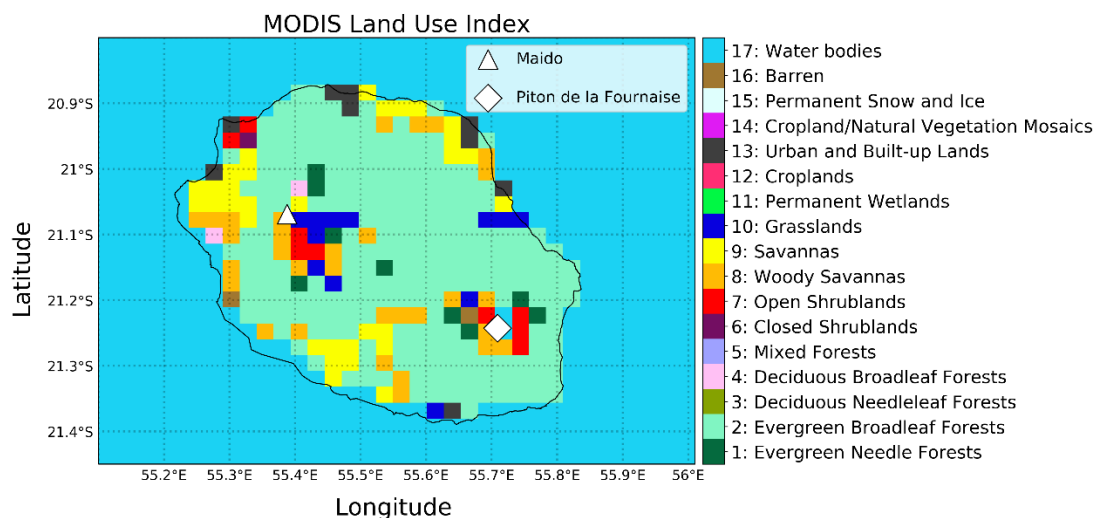 MODIS Land Use Index
Maido
Piton de la Fournaise
20.9°S
21°S
21.1°S
21.2°S
21.3°S
21.4°S
Latitude
55.2°E 55.3°E 55.4°E 55.5°E 55.6°E 55.7°E 55.8°E 55.9°E 56°E
Longitude
17: Water bodies
16: Barren
15: Permanent Snow and Ice
14: Cropland/Natural Vegetation Mosaics
13: Urban and Built-up Lands
12: Croplands
11: Permanent Wetlands
10: Grasslands
9: Savannas
8: Woody Savannas
7: Open Shrublands
6: Closed Shrublands
5: Mixed Forests
4: Deciduous Broadleaf Forests
3: Deciduous Needleleaf Forests
2: Evergreen Broadleaf Forests
1: Evergreen Needle Forests